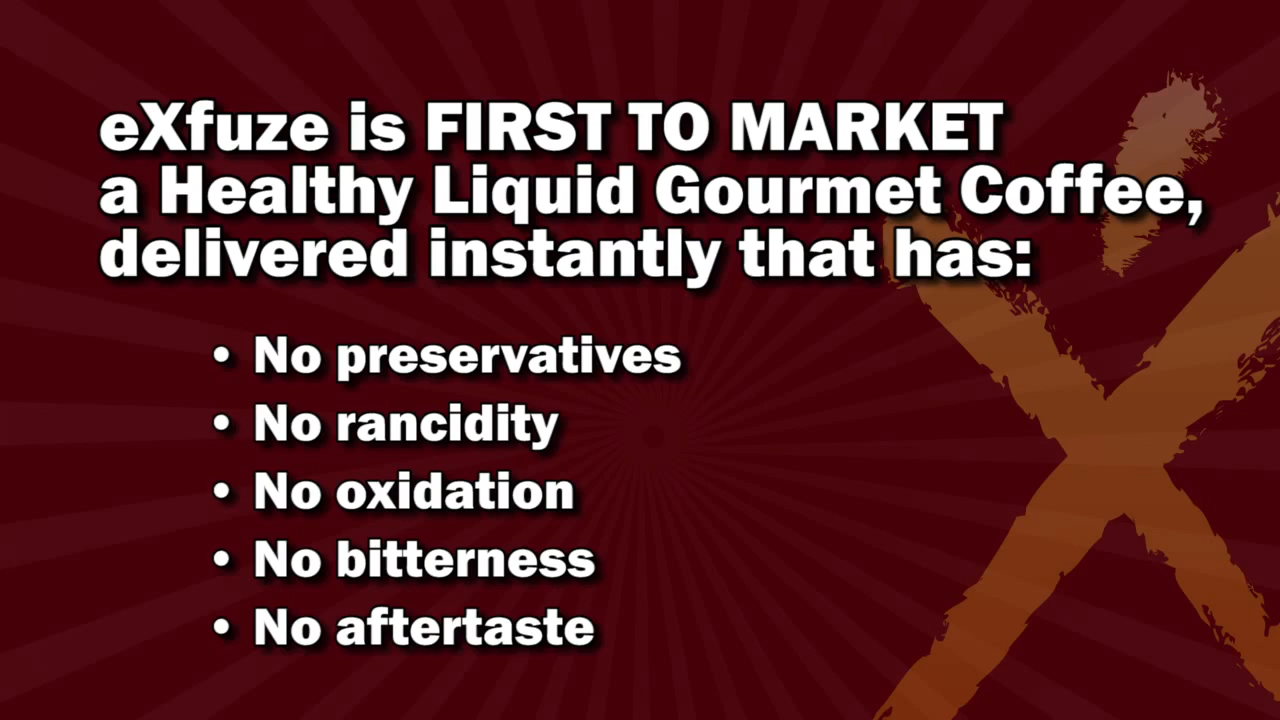 eXfuze is FIRST TO MARKET
a Healthy Liquid Gourmet Coffee,
delivered instantly that has:
• No preservatives
• No rancidity
• No oxidation
• No bitterness
• No aftertaste